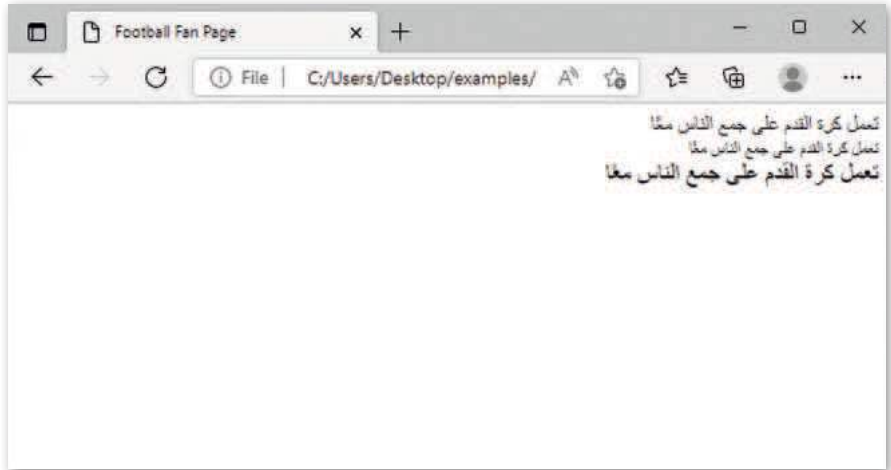 Football Fan Page
File
C:/Users/Desktop/examples/
تعمل كرة القدم على جمع الناس معًا
تعمل كرة القدم على جمع الناس معًا
تعمل كرة القدم على جمع الناس معًا